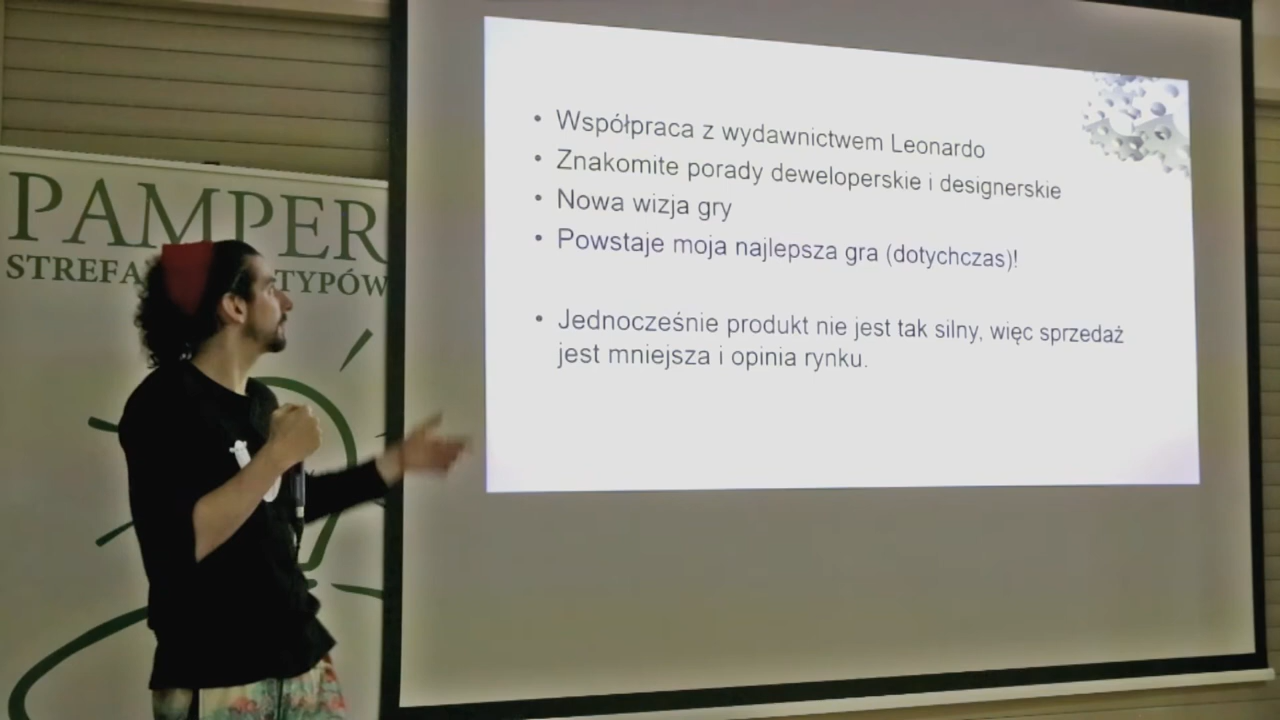 PAMPER
STREFA TYPÓW
• Współpraca z wydawnictwem Leonardo
• Znakomite porady deweloperskie i designerskie
• Nowa wizja gry
• Powstaje moja najlepsza gra (dotychczas)!
• Jednocześnie produkt nie jest tak silny, więc sprzedaż
jest mniejsza i opinia rynku.